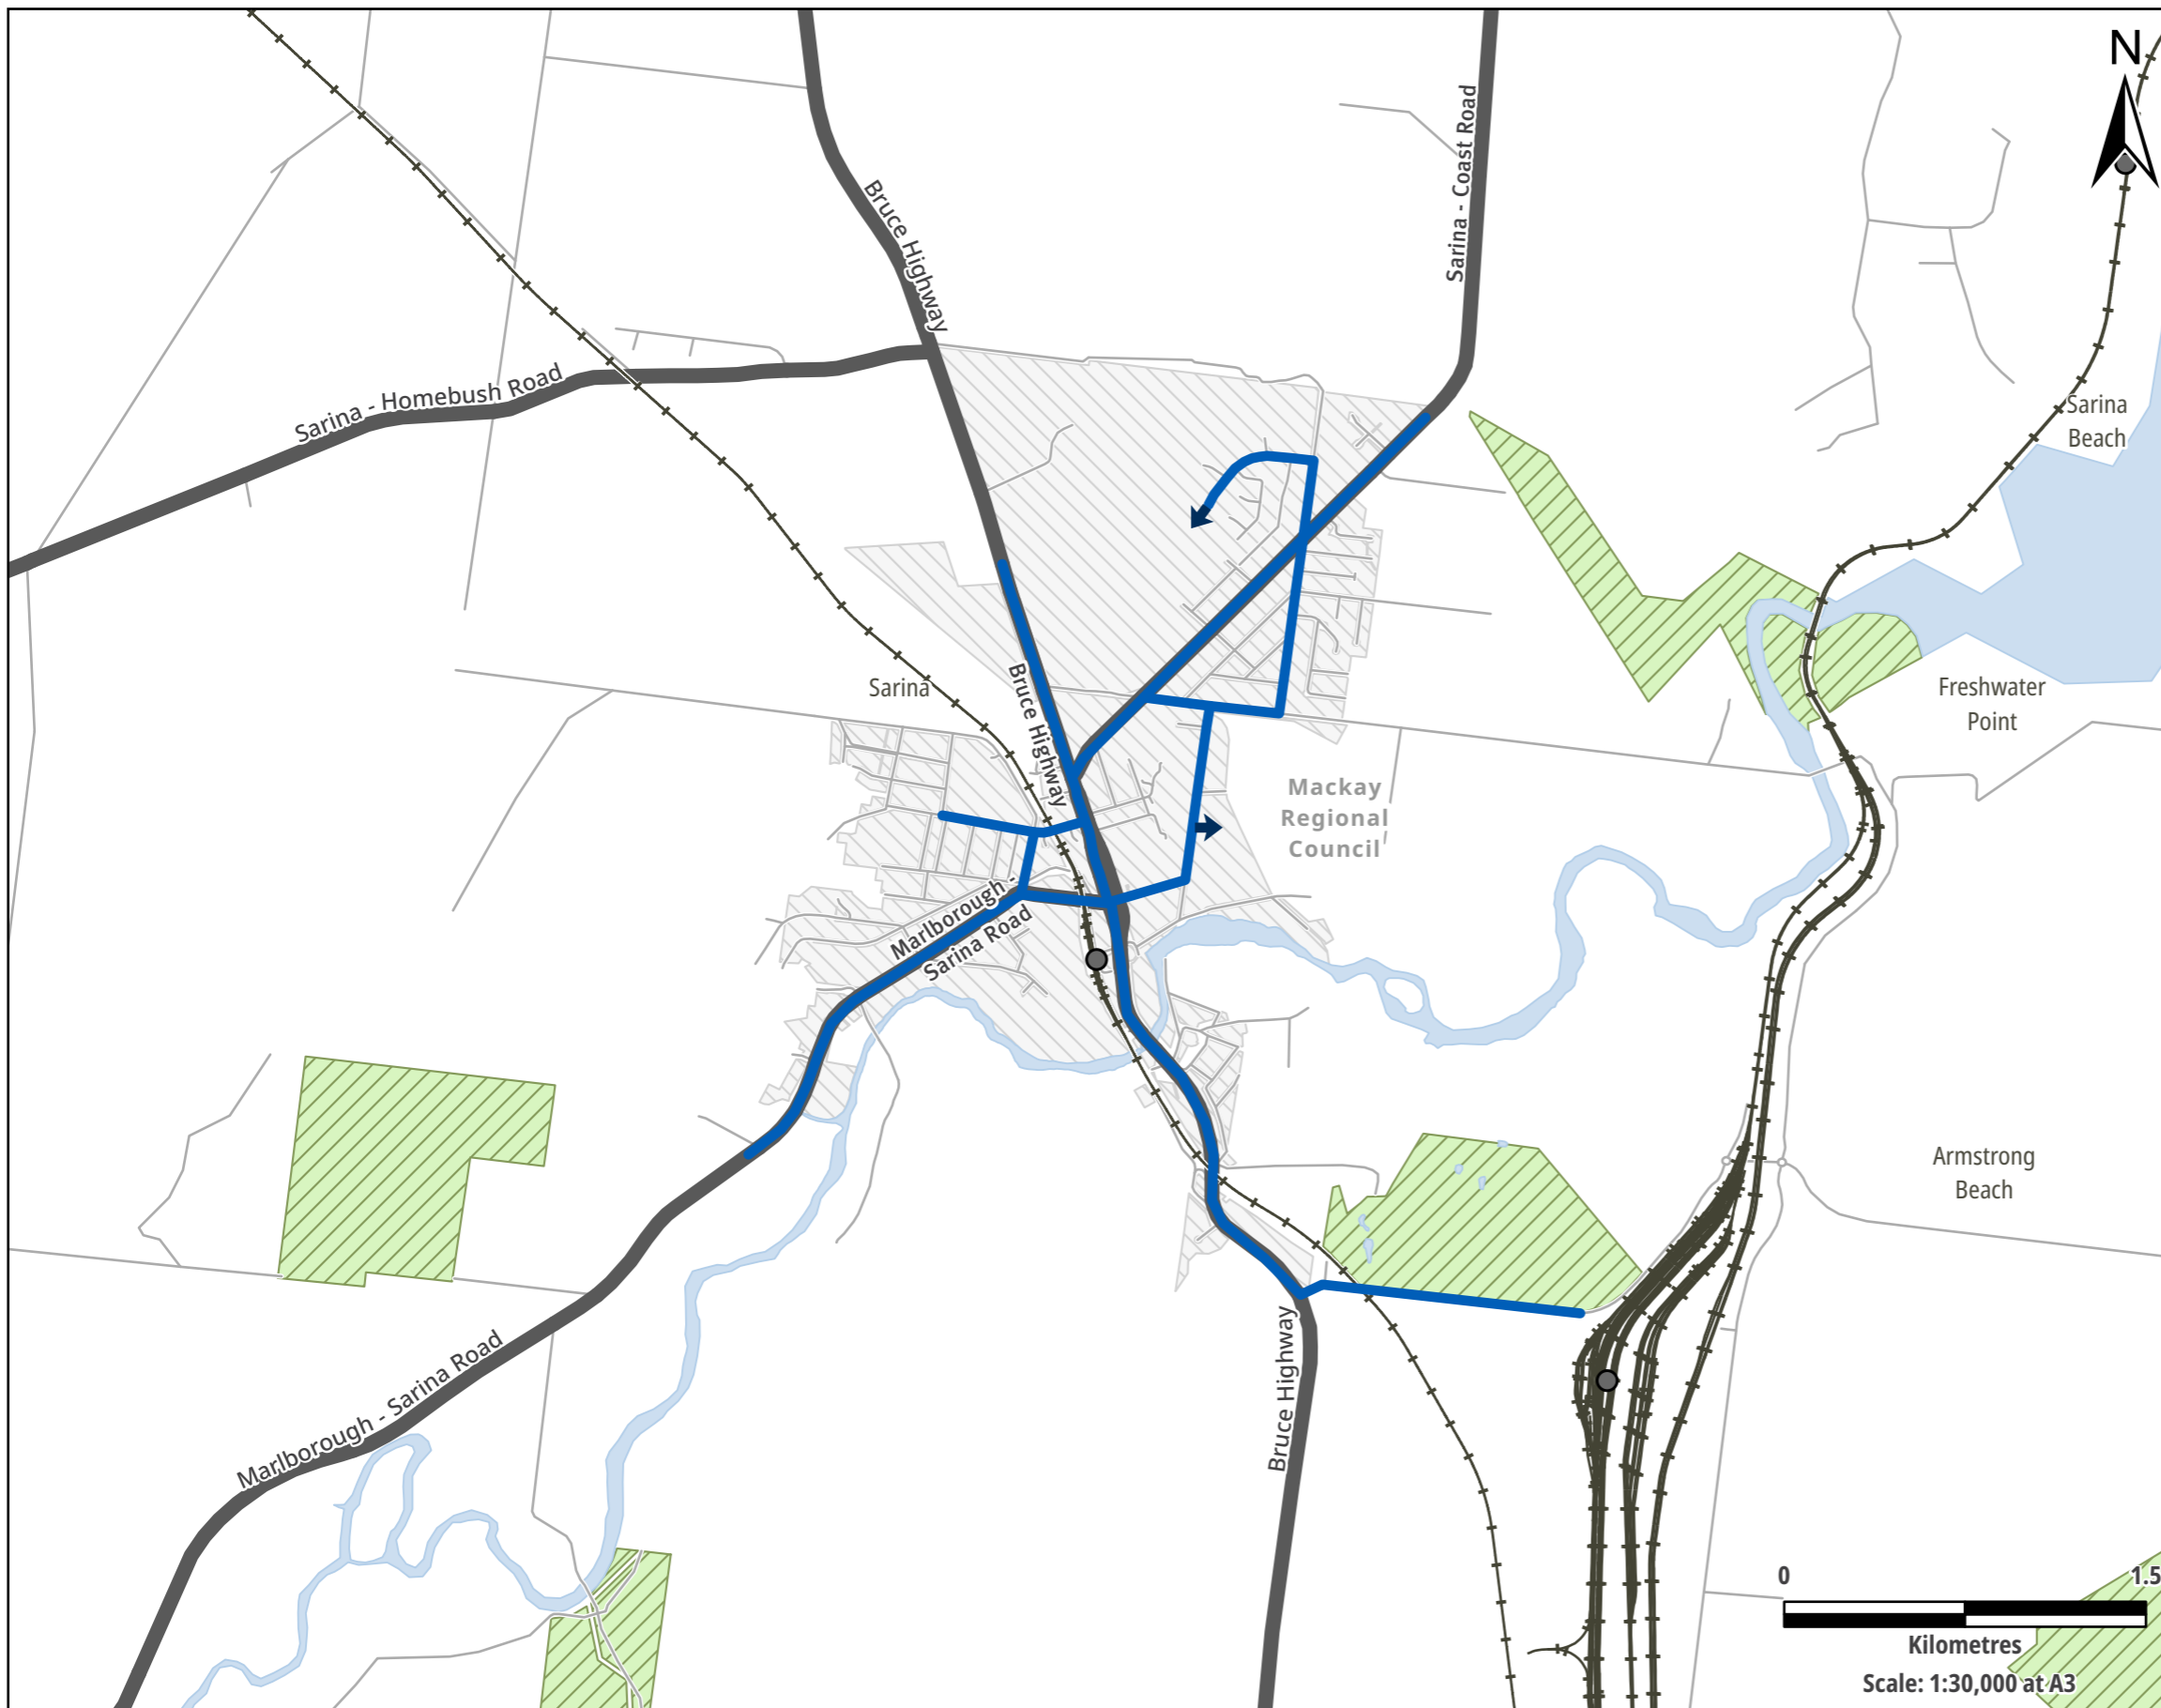 N
Bruce Highway
Sarina - Coast Road
Sarina - Homebush Road
Sarina
Beach
Sarina
Bruce Highway
Freshwater
Point
Mackay
Regional
Council
Marlborough -
Sarina Road
Armstrong
Beach
Bruce Highway
Marlborough - Sarina Road
0
1.5
Kilometres
Scale: 1:30,000 at A3